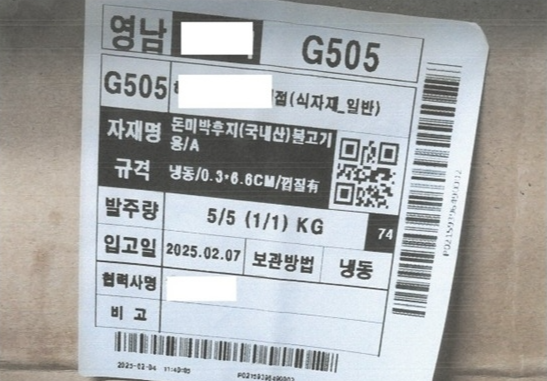 영남
G505
G505
점(식자재_일반)
자재명 돈미박후지(국내산)불고기
용/A
규격 냉동/0.3*6.6CM/껍질有
발주량 5/5 (1/1) KG
74
입고일 2025.02.07 보관방법 냉동
협력사명
비고
2025-02-04